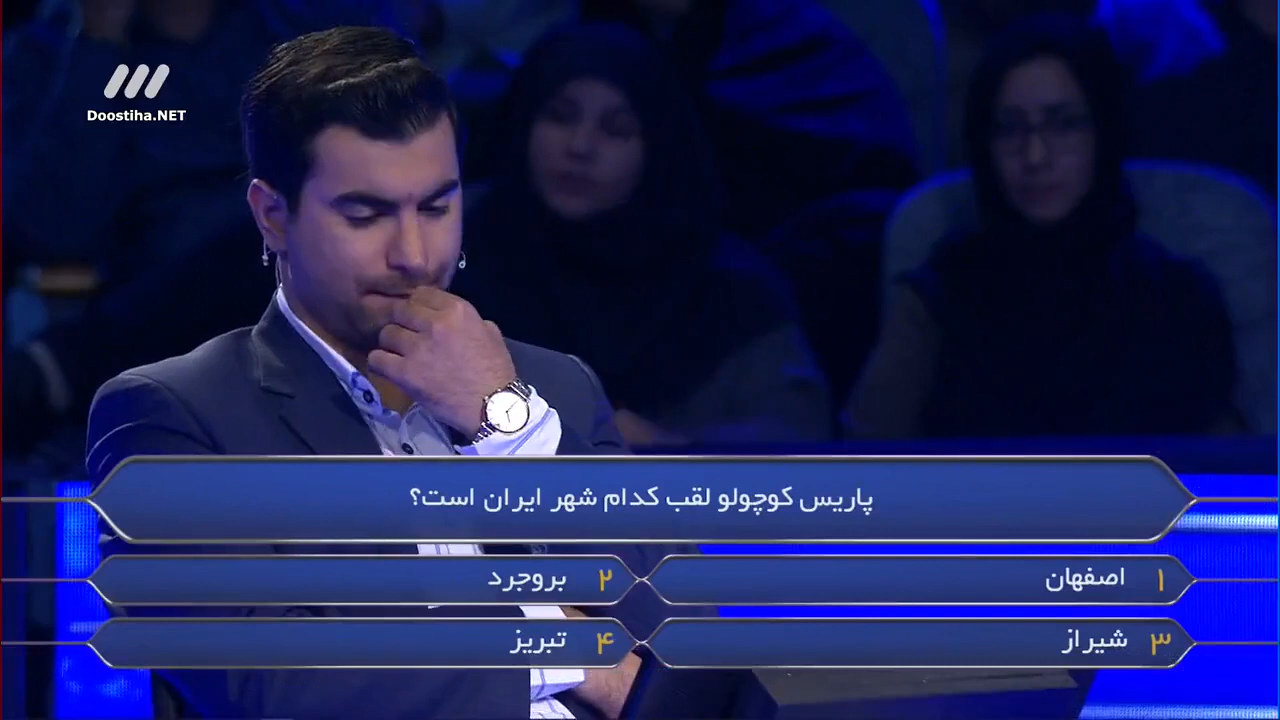 Doostiha.NET
پاریس کوچولو لقب کدام شهر ایران است؟
۱ اصفهان
۲ بروجرد
۳ شیراز
۴ تبریز